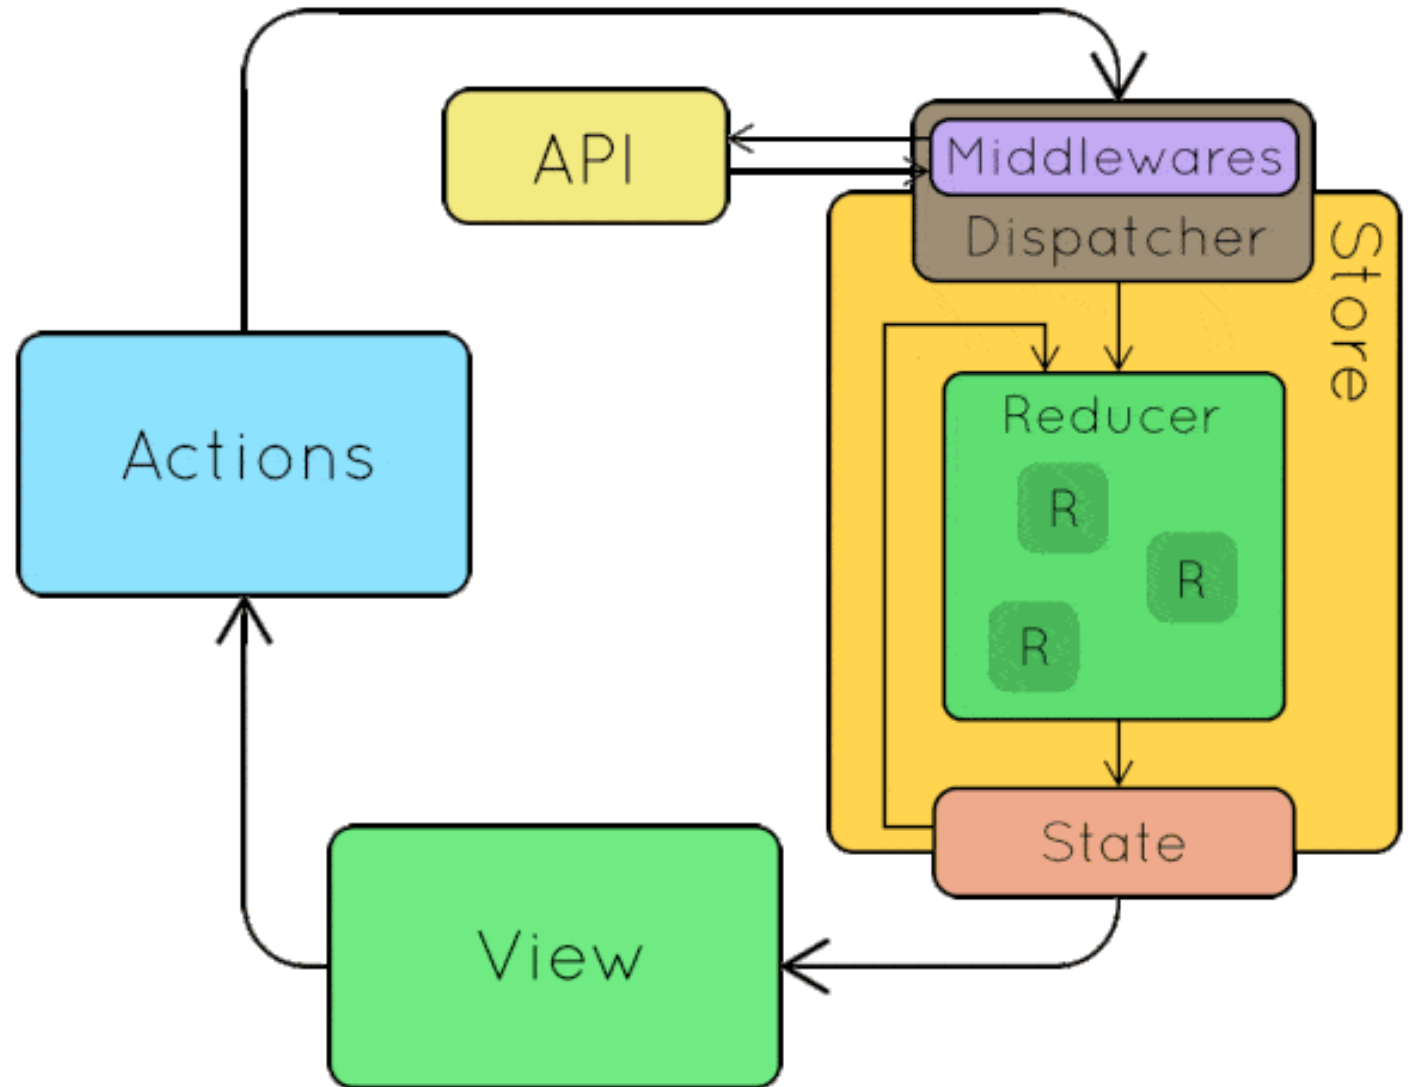 API
Middlewares
Dispatcher
Store
Actions
Reducer
R
R
R
State
View